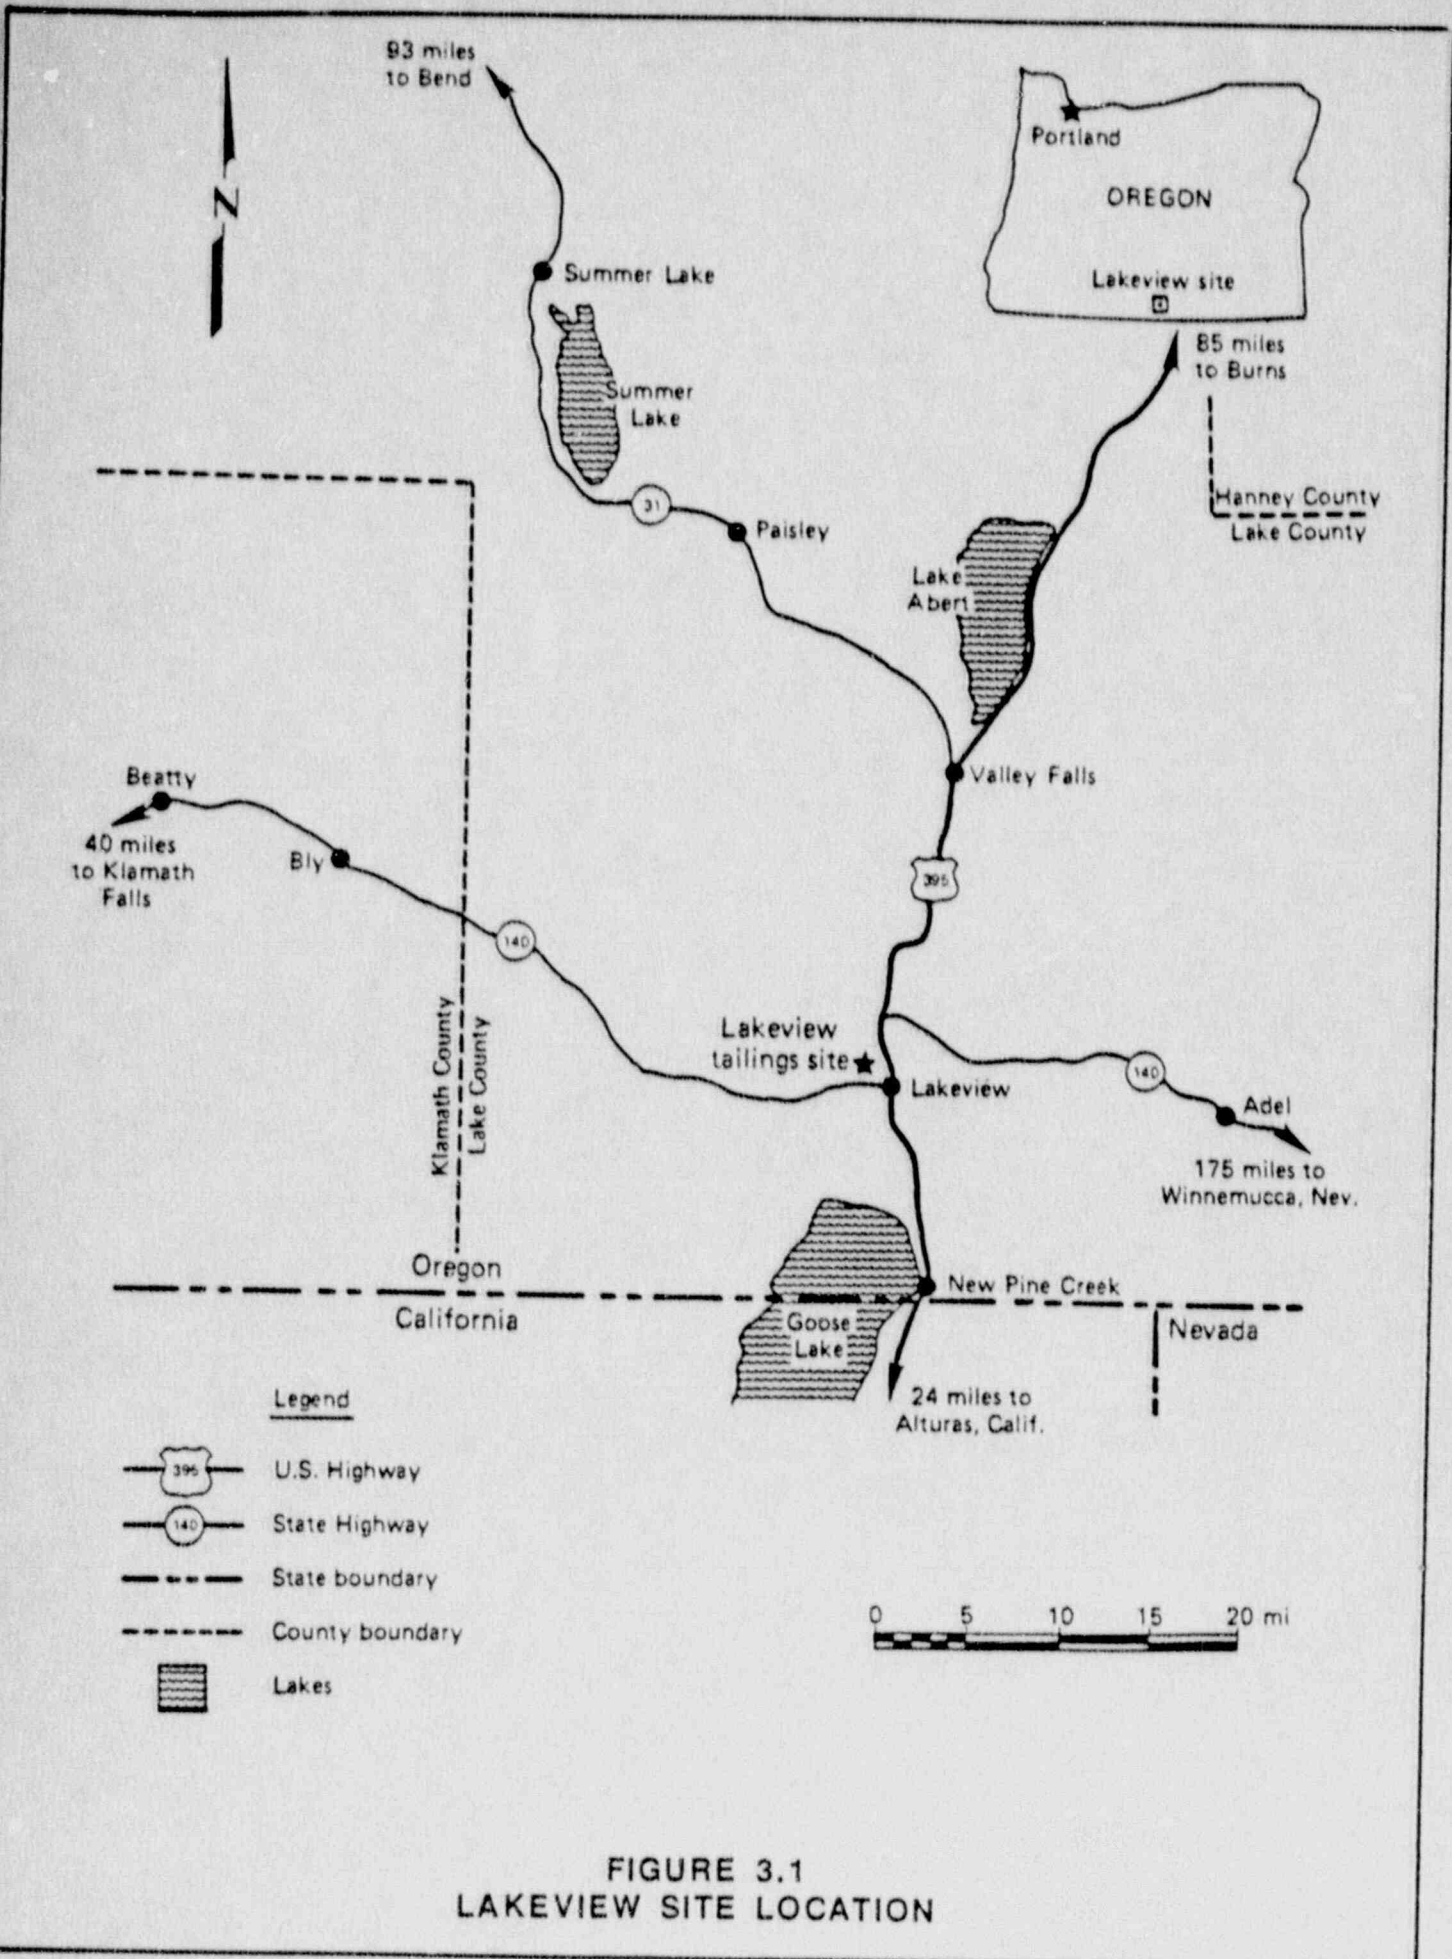 93 miles
to Bend
N
Portland
OREGON
Lakeview site
Summer Lake
85 miles
to Burns
Summer
Lake
Hanney County
Lake County
31
Paisley
Lake
Abert
Valley Falls
Beatty
40 miles
to Klamath
Falls
Bly
395
140
Klamath County
Lake County
Lakeview
tailings site
Lakeview
140
Adel
175 miles to
Winnemucca, Nev.
Oregon
California
New Pine Creek
Goose
Lake
Nevada
24 miles to
Alturas, Calif.
Legend
395 U.S. Highway
140 State Highway
State boundary
County boundary
Lakes
0 5 10 15 20 mi
FIGURE 3.1
LAKEVIEW SITE LOCATION